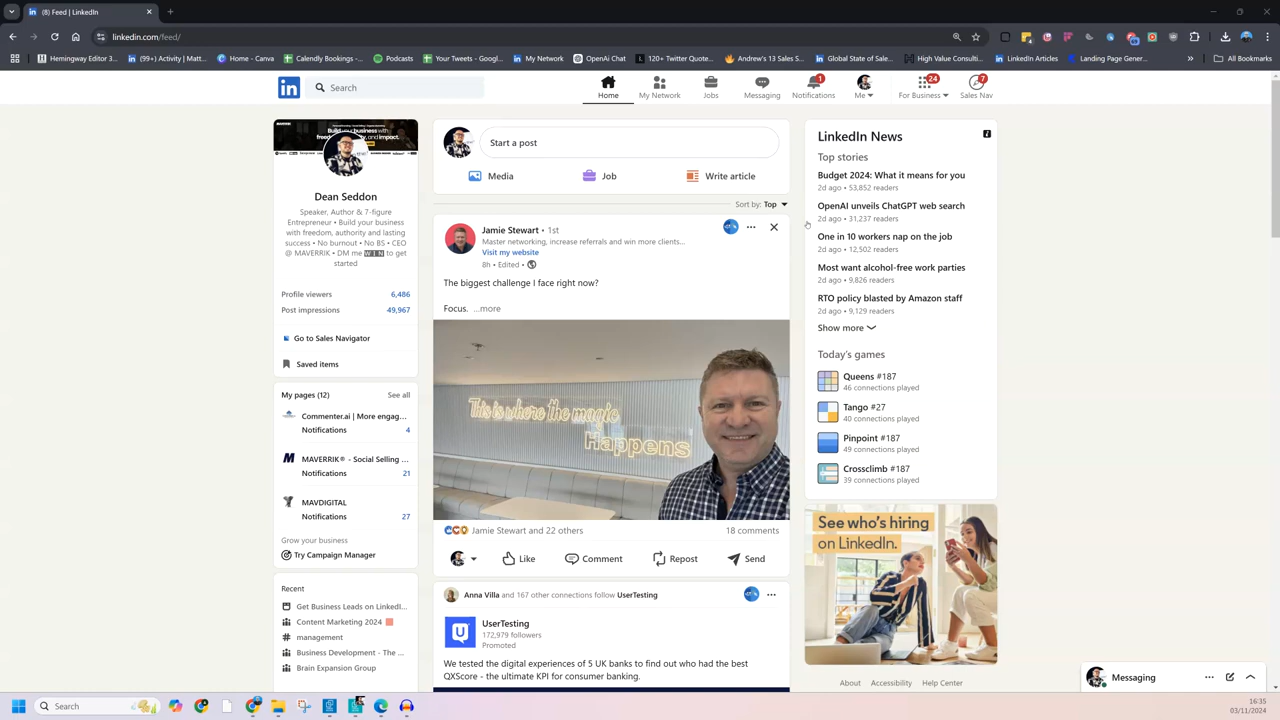 (8) Feed | LinkedIn
linkedin.com/feed/
Hemingway Editor 3...
(99+) Activity | Matt...
Home - Canva
Calendly Bookings -...
Podcasts
Your Tweets - Googl...
My Network
OpenAi Chat
120+ Twitter Quote...
Andrew's 13 Sales S...
Global State of Sale...
High Value Consulti...
LinkedIn Articles
Landing Page Gener...
»
All Bookmarks
in
Search
Home
My Network
Jobs
Messaging
1
Notifications
Me
24
For Business
7
Sales Nav
Dean Seddon
Speaker, Author & 7-figure
Entrepreneur • Build your business
with freedom, authority and lasting
success • No burnout • No BS • CEO
@ MAVERRIK • DM me WIN to get
started
Profile viewers 6,486
Post impressions 49,967
Go to Sales Navigator
Saved items
My pages (12) See all
Commenter.ai | More engag...
Notifications 4
MAVERRIK® - Social Selling ...
Notifications 21
MAVDIGITAL
Notifications 27
Grow your business
Try Campaign Manager
Recent
Get Business Leads on LinkedI...
Content Marketing 2024
management
Business Development - The ...
Brain Expansion Group
Start a post
Media
Job
Write article
Sort by: Top
Jamie Stewart • 1st
Master networking, increase referrals and win more clients...
Visit my website
8h • Edited •
The biggest challenge I face right now?
Focus. ...more
This is where the magic
Happens
Jamie Stewart and 22 others
18 comments
Like
Comment
Repost
Send
Anna Villa and 167 other connections follow UserTesting
UserTesting
172,979 followers
Promoted
We tested the digital experiences of 5 UK banks to find out who had the best
QXScore - the ultimate KPI for consumer banking.
LinkedIn News
Top stories
Budget 2024: What it means for you
2d ago • 53,852 readers
OpenAI unveils ChatGPT web search
2d ago • 31,237 readers
One in 10 workers nap on the job
2d ago • 12,502 readers
Most want alcohol-free work parties
2d ago • 9,826 readers
RTO policy blasted by Amazon staff
2d ago • 9,129 readers
Show more
Today's games
Queens #187
46 connections played
Tango #27
40 connections played
Pinpoint #187
49 connections played
Crossclimb #187
39 connections played
See who's hiring
on LinkedIn.
About
Accessibility
Help Center
Messaging
Search
16:35
03/11/2024